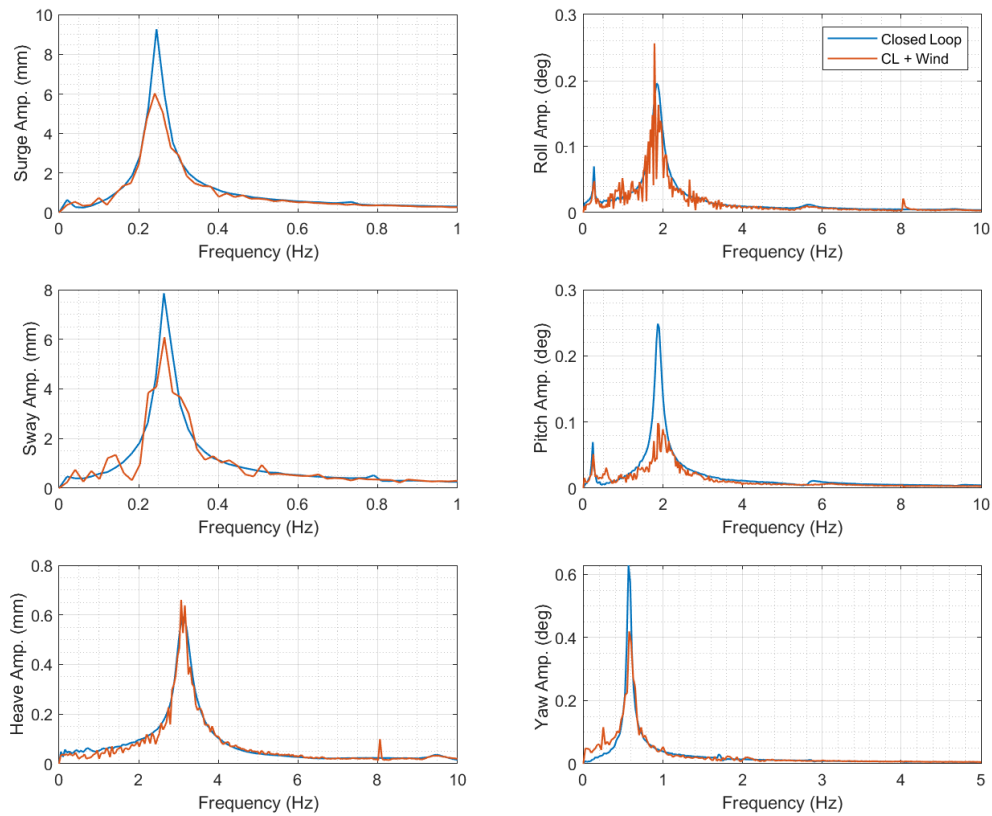 10
8
6
4
2
0
Surge Amp. (mm)
0 0.2 0.4 0.6 0.8 1
Frequency (Hz)
0.3
0.2
0.1
0
Roll Amp. (deg)
Closed Loop
CL + Wind
0 2 4 6 8 10
Frequency (Hz)
8
6
4
2
0
Sway Amp. (mm)
0 0.2 0.4 0.6 0.8 1
Frequency (Hz)
0.3
0.2
0.1
0
Pitch Amp. (deg)
0 2 4 6 8 10
Frequency (Hz)
0.8
0.6
0.4
0.2
0
Heave Amp. (mm)
0 2 4 6 8 10
Frequency (Hz)
0.6
0.4
0.2
0
Yaw Amp. (deg)
0 1 2 3 4 5
Frequency (Hz)